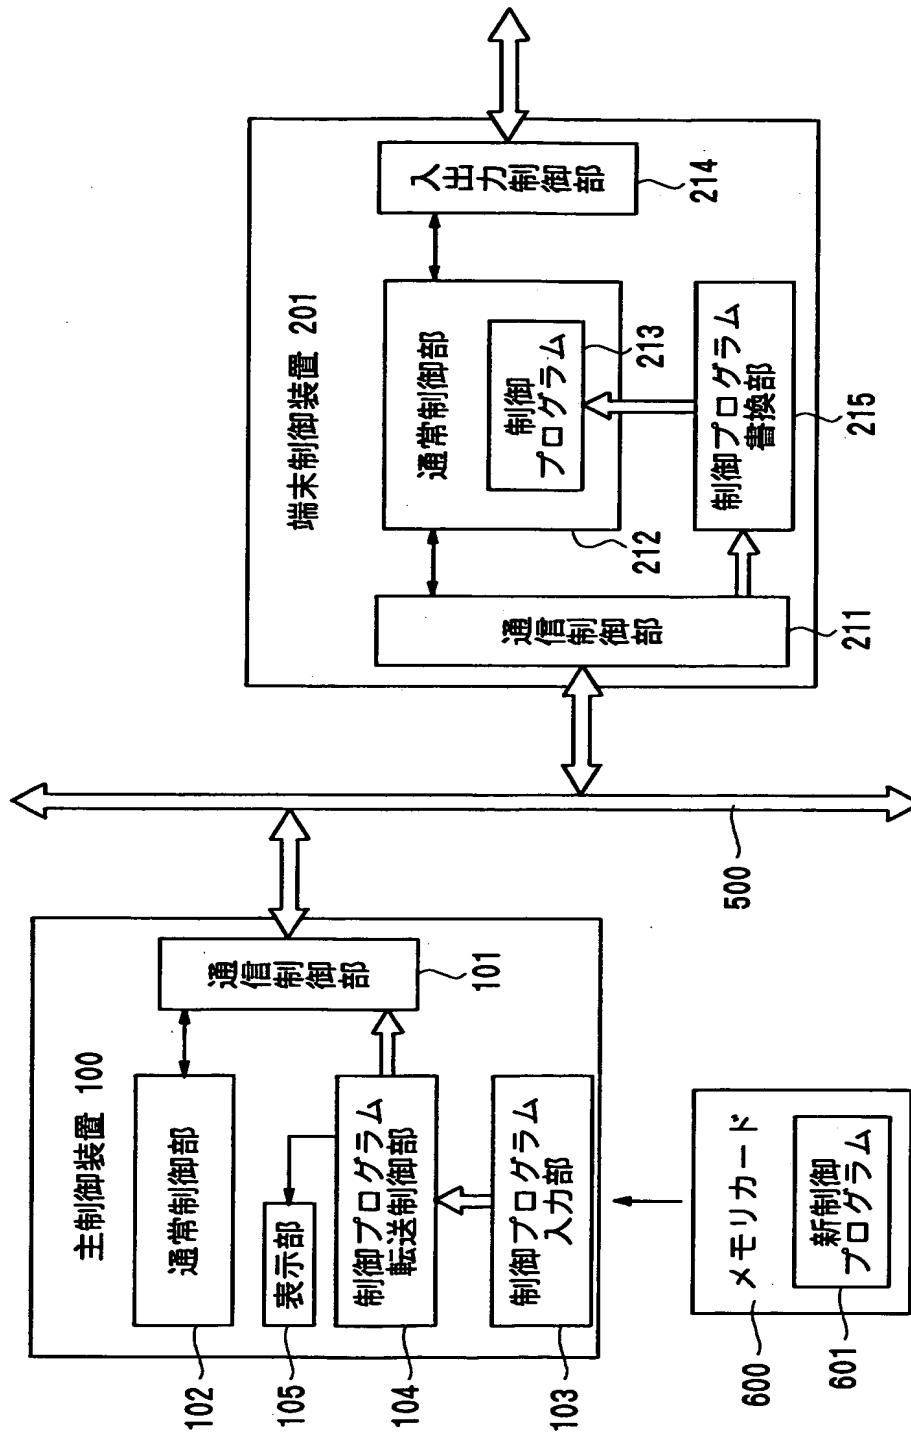 主制御装置 100
通常制御部
102
表示部
105
制御プログラム
転送制御部
104
制御プログラム
入力部
103
通信制御部
101
メモリカード
600
新制御
プログラム
601
500
端末制御装置 201
通信制御部
211
通常制御部
212
制御
プログラム
213
入出力制御部
214
制御プログラム
書換部
215